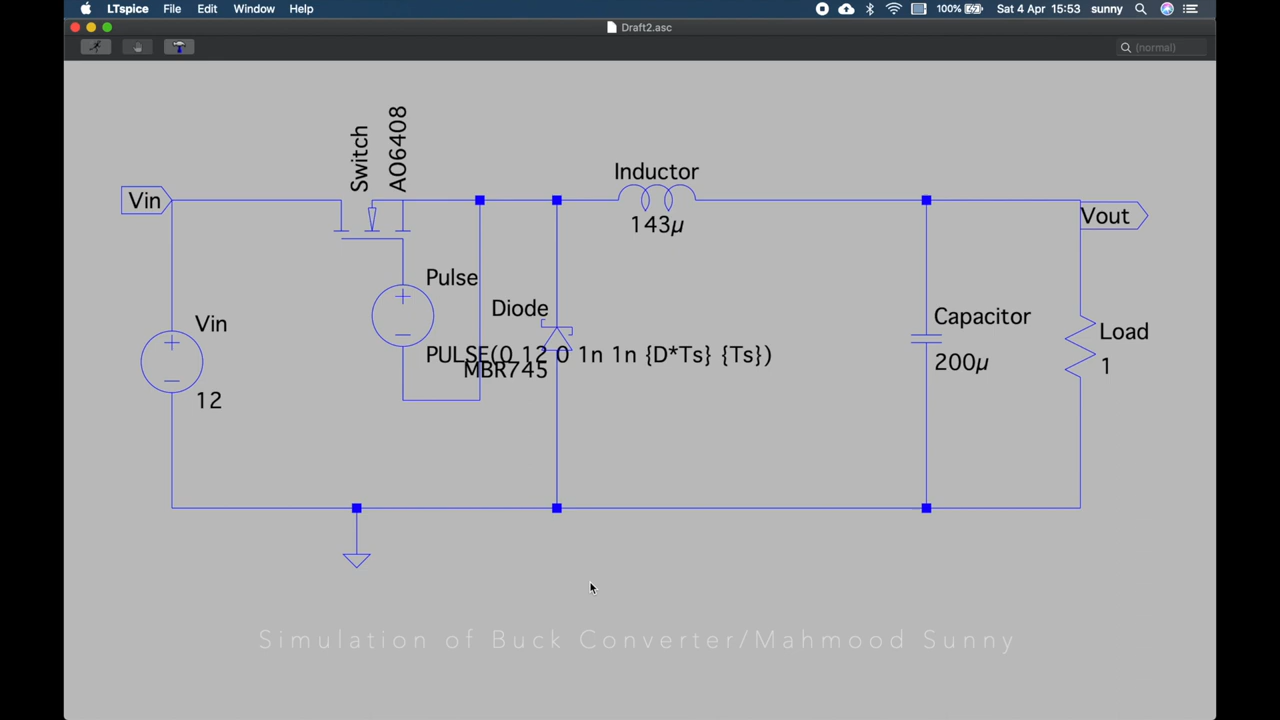 LTspice File Edit Window Help 100% Sat 4 Apr 15:53 sunny
Draft2.asc
(normal)
Switch
AO6408
Inductor
Vin
143µ
Vout
Pulse
Diode
Vin
Capacitor
Load
PULSE(0 12 0 1n 1n {D*Ts} {Ts})
MBR745
200µ
1
12
Simulation of Buck Converter/Mahmood Sunny